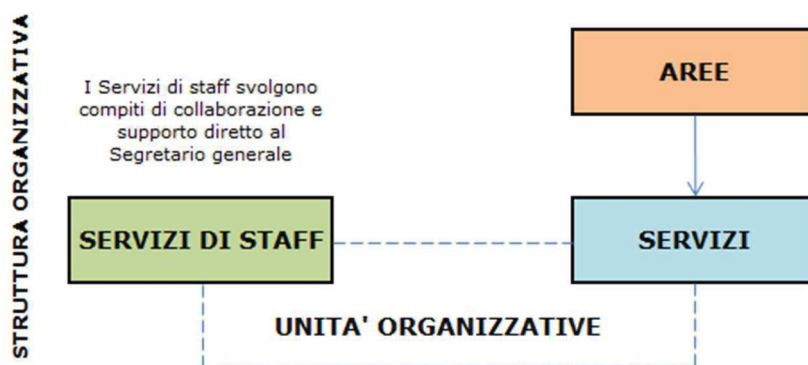 STRUTTURA ORGANIZZATIVA
AREE
I Servizi di staff svolgono
compiti di collaborazione e
supporto diretto al
Segretario generale
SERVIZI DI STAFF
SERVIZI
UNITA' ORGANIZZATIVE